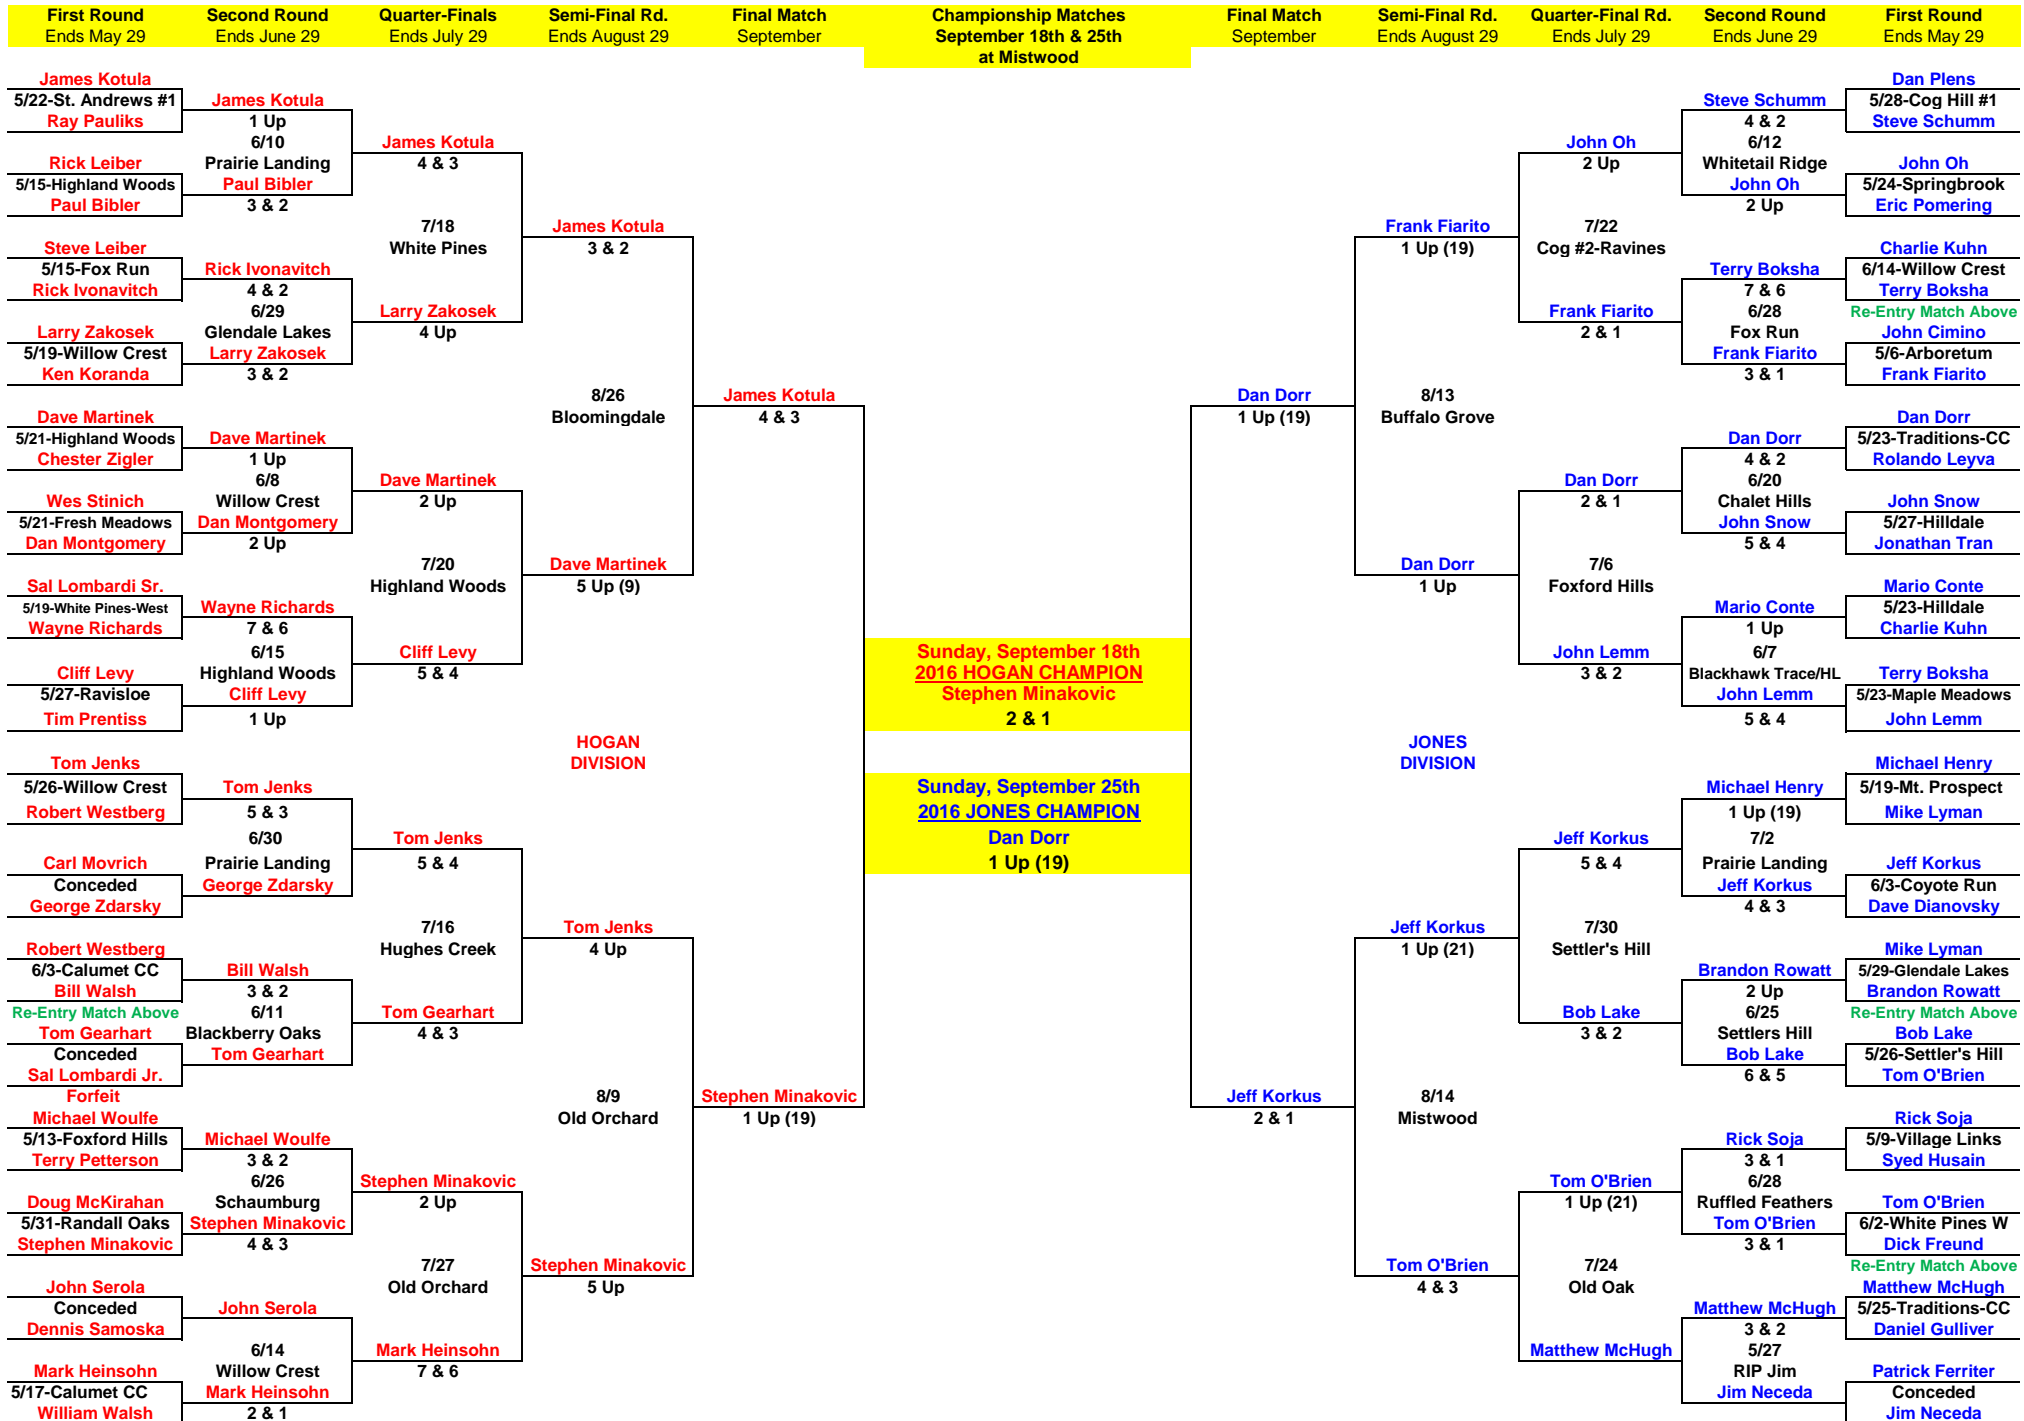 First Round
Ends May 29
Second Round
Ends June 29
Quarter-Finals
Ends July 29
Semi-Final Rd.
Ends August 29
Final Match
September
Championship Matches
September 18th & 25th
at Mistwood
Final Match
September
Semi-Final Rd.
Ends August 29
Quarter-Final Rd.
Ends July 29
Second Round
Ends June 29
First Round
Ends May 29
James Kotula
5/22-St. Andrews #1
Ray Pauliks
Rick Leiber
5/15-Highland Woods
Paul Bibler
Steve Leiber
5/15-Fox Run
Rick Ivonavitch
Larry Zakosek
5/19-Willow Crest
Ken Koranda
Dave Martinek
5/21-Highland Woods
Chester Zigler
Wes Stinich
5/21-Fresh Meadows
Dan Montgomery
Sal Lombardi Sr.
5/19-White Pines-West
Wayne Richards
Cliff Levy
5/27-Ravisloe
Tim Prentiss
Tom Jenks
5/26-Willow Crest
Robert Westberg
Carl Movrich
Conceded
George Zdarsky
Robert Westberg
6/3-Calumet CC
Bill Walsh
Re-Entry Match Above
Tom Gearhart
Conceded
Sal Lombardi Jr.
Forfeit
Michael Woulfe
5/13-Foxford Hills
Terry Petterson
Doug McKirahan
5/31-Randall Oaks
Stephen Minakovic
John Serola
Conceded
Dennis Samoska
Mark Heinsohn
5/17-Calumet CC
William Walsh
James Kotula
1 Up
6/10
Prairie Landing
Paul Bibler
3 & 2
Rick Ivonavitch
4 & 2
6/29
Glendale Lakes
Larry Zakosek
3 & 2
Dave Martinek
1 Up
6/8
Willow Crest
Dan Montgomery
2 Up
Wayne Richards
7 & 6
6/15
Highland Woods
Cliff Levy
1 Up
Tom Jenks
5 & 3
6/30
Prairie Landing
George Zdarsky
Bill Walsh
3 & 2
6/11
Blackberry Oaks
Tom Gearhart
Michael Woulfe
3 & 2
6/26
Schaumburg
Stephen Minakovic
4 & 3
John Serola
6/14
Willow Crest
Mark Heinsohn
2 & 1
James Kotula
4 & 3
7/18
White Pines
Larry Zakosek
4 Up
Dave Martinek
2 Up
7/20
Highland Woods
Cliff Levy
5 & 4
Tom Jenks
5 & 4
7/16
Hughes Creek
Tom Gearhart
4 & 3
Stephen Minakovic
2 Up
7/27
Old Orchard
Mark Heinsohn
7 & 6
James Kotula
3 & 2
8/26
Bloomingdale
Dave Martinek
5 Up (9)
HOGAN
DIVISION
Tom Jenks
4 Up
8/9
Old Orchard
Stephen Minakovic
5 Up
James Kotula
4 & 3
Stephen Minakovic
1 Up (19)
Sunday, September 18th
2016 HOGAN CHAMPION
Stephen Minakovic
2 & 1
Sunday, September 25th
2016 JONES CHAMPION
Dan Dorr
1 Up (19)
Dan Dorr
1 Up (19)
Jeff Korkus
2 & 1
Frank Fiarito
1 Up (19)
8/13
Buffalo Grove
Dan Dorr
1 Up
JONES
DIVISION
Jeff Korkus
1 Up (21)
8/14
Mistwood
Tom O'Brien
4 & 3
John Oh
2 Up
7/22
Cog #2-Ravines
Frank Fiarito
2 & 1
Dan Dorr
2 & 1
7/6
Foxford Hills
John Lemm
3 & 2
Jeff Korkus
5 & 4
7/30
Settler's Hill
Bob Lake
3 & 2
Tom O'Brien
1 Up (21)
7/24
Old Oak
Matthew McHugh
Steve Schumm
4 & 2
6/12
Whitetail Ridge
John Oh
2 Up
Terry Boksha
7 & 6
6/28
Fox Run
Frank Fiarito
3 & 1
Dan Dorr
4 & 2
6/20
Chalet Hills
John Snow
5 & 4
Mario Conte
1 Up
6/7
Blackhawk Trace/HL
John Lemm
5 & 4
Michael Henry
1 Up (19)
7/2
Prairie Landing
Jeff Korkus
4 & 3
Brandon Rowatt
2 Up
6/25
Settlers Hill
Bob Lake
6 & 5
Rick Soja
3 & 1
6/28
Ruffled Feathers
Tom O'Brien
3 & 1
Matthew McHugh
3 & 2
5/27
RIP Jim
Jim Neceda
Dan Plens
5/28-Cog Hill #1
Steve Schumm
John Oh
5/24-Springbrook
Eric Pomering
Charlie Kuhn
6/14-Willow Crest
Terry Boksha
Re-Entry Match Above
John Cimino
5/6-Arboretum
Frank Fiarito
Dan Dorr
5/23-Traditions-CC
Rolando Leyva
John Snow
5/27-Hilldale
Jonathan Tran
Mario Conte
5/23-Hilldale
Charlie Kuhn
Terry Boksha
5/23-Maple Meadows
John Lemm
Michael Henry
5/19-Mt. Prospect
Mike Lyman
Jeff Korkus
6/3-Coyote Run
Dave Dianovsky
Mike Lyman
5/29-Glendale Lakes
Brandon Rowatt
Re-Entry Match Above
Bob Lake
5/26-Settler's Hill
Tom O'Brien
Rick Soja
5/9-Village Links
Syed Husain
Tom O'Brien
6/2-White Pines W
Dick Freund
Re-Entry Match Above
Matthew McHugh
5/25-Traditions-CC
Daniel Gulliver
Patrick Ferriter
Conceded
Jim Neceda